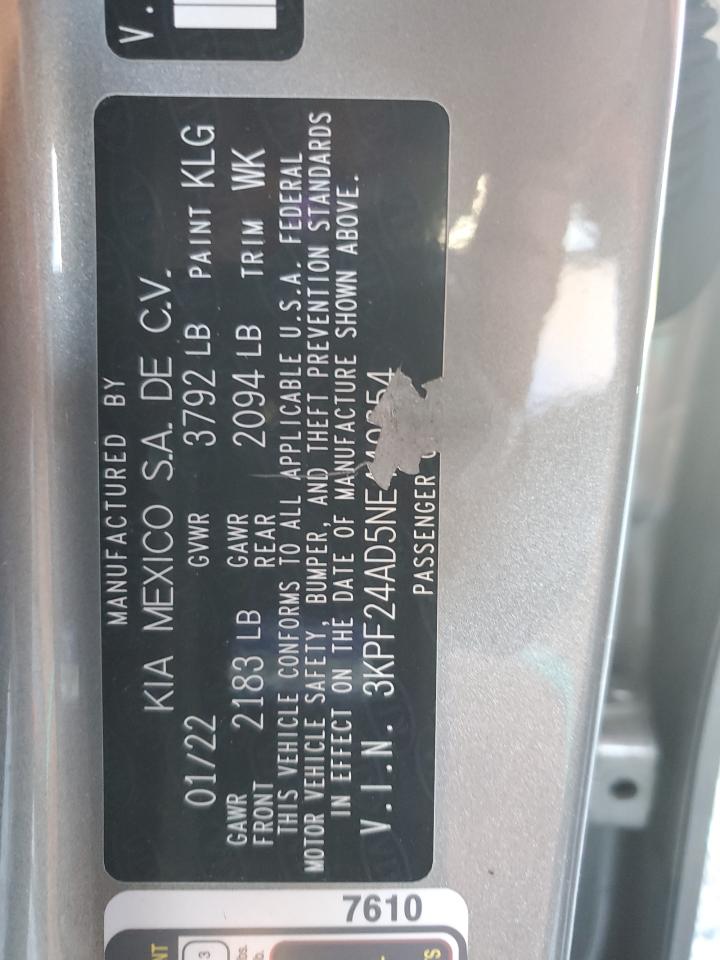 V.
MANUFACTURED BY
KIA MEXICO S.A. DE C.V.
01/22 GVWR 3792 LB PAINT KLG
GAWR FRONT 2183 LB GAWR REAR 2094 LB TRIM WK
THIS VEHICLE CONFORMS TO ALL APPLICABLE U.S.A. FEDERAL
MOTOR VEHICLE SAFETY, BUMPER, AND THEFT PREVENTION STANDARDS
IN EFFECT ON THE DATE OF MANUFACTURE SHOWN ABOVE.
V.I.N.
PASSENGER
7610
3